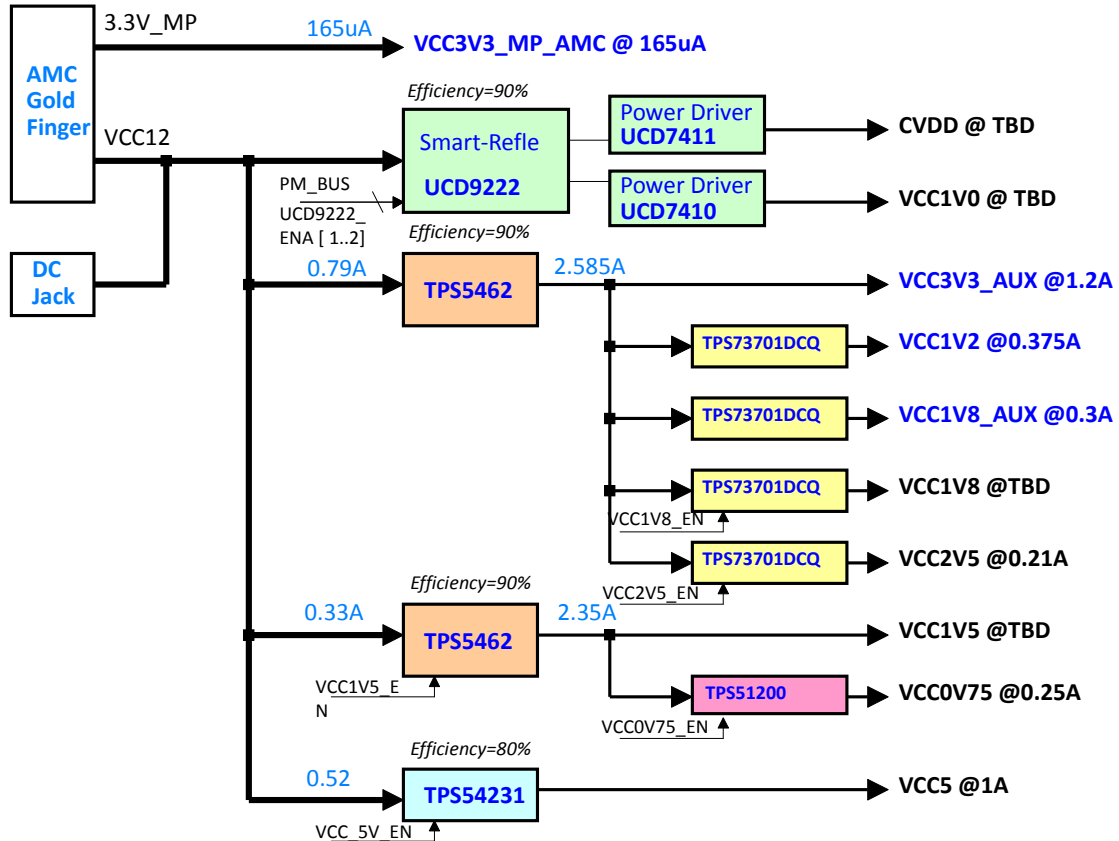 3.3V_MP
165uA
VCC3V3_MP_AMC @ 165uA
AMC
Gold
Finger
VCC12
Efficiency=90%
Smart-Refle
UCD9222
Power Driver
UCD7411
CVDD @ TBD
Power Driver
UCD7410
VCC1V0 @ TBD
PM_BUS
UCD9222_
ENA [ 1..2]
DC
Jack
Efficiency=90%
0.79A
TPS5462
2.585A
VCC3V3_AUX @1.2A
TPS73701DCQ
VCC1V2 @0.375A
TPS73701DCQ
VCC1V8_AUX @0.3A
TPS73701DCQ
VCC1V8 @TBD
VCC1V8_EN
TPS73701DCQ
VCC2V5 @0.21A
VCC2V5_EN
Efficiency=90%
0.33A
TPS5462
2.35A
VCC1V5 @TBD
VCC1V5_E
N
TPS51200
VCC0V75 @0.25A
VCC0V75_EN
Efficiency=80%
0.52
TPS54231
VCC5 @1A
VCC_5V_EN